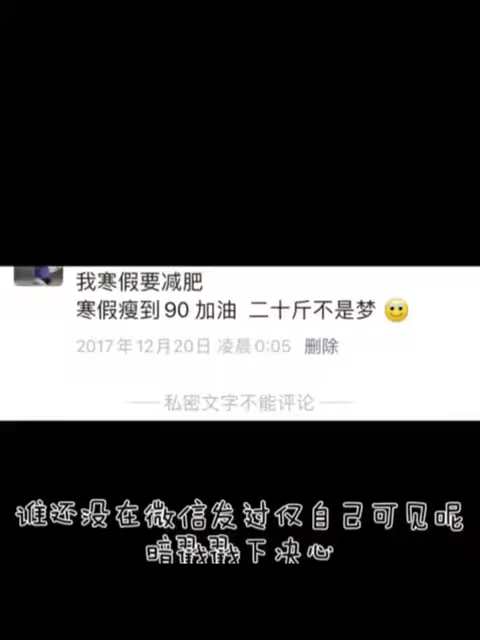 我寒假要减肥
寒假瘦到90加油 二十斤不是梦
2017年12月20日 凌晨0:05 删除
私密文字不能评论
谁还没在微信发过仅自己可见呢
暗戳戳下决心